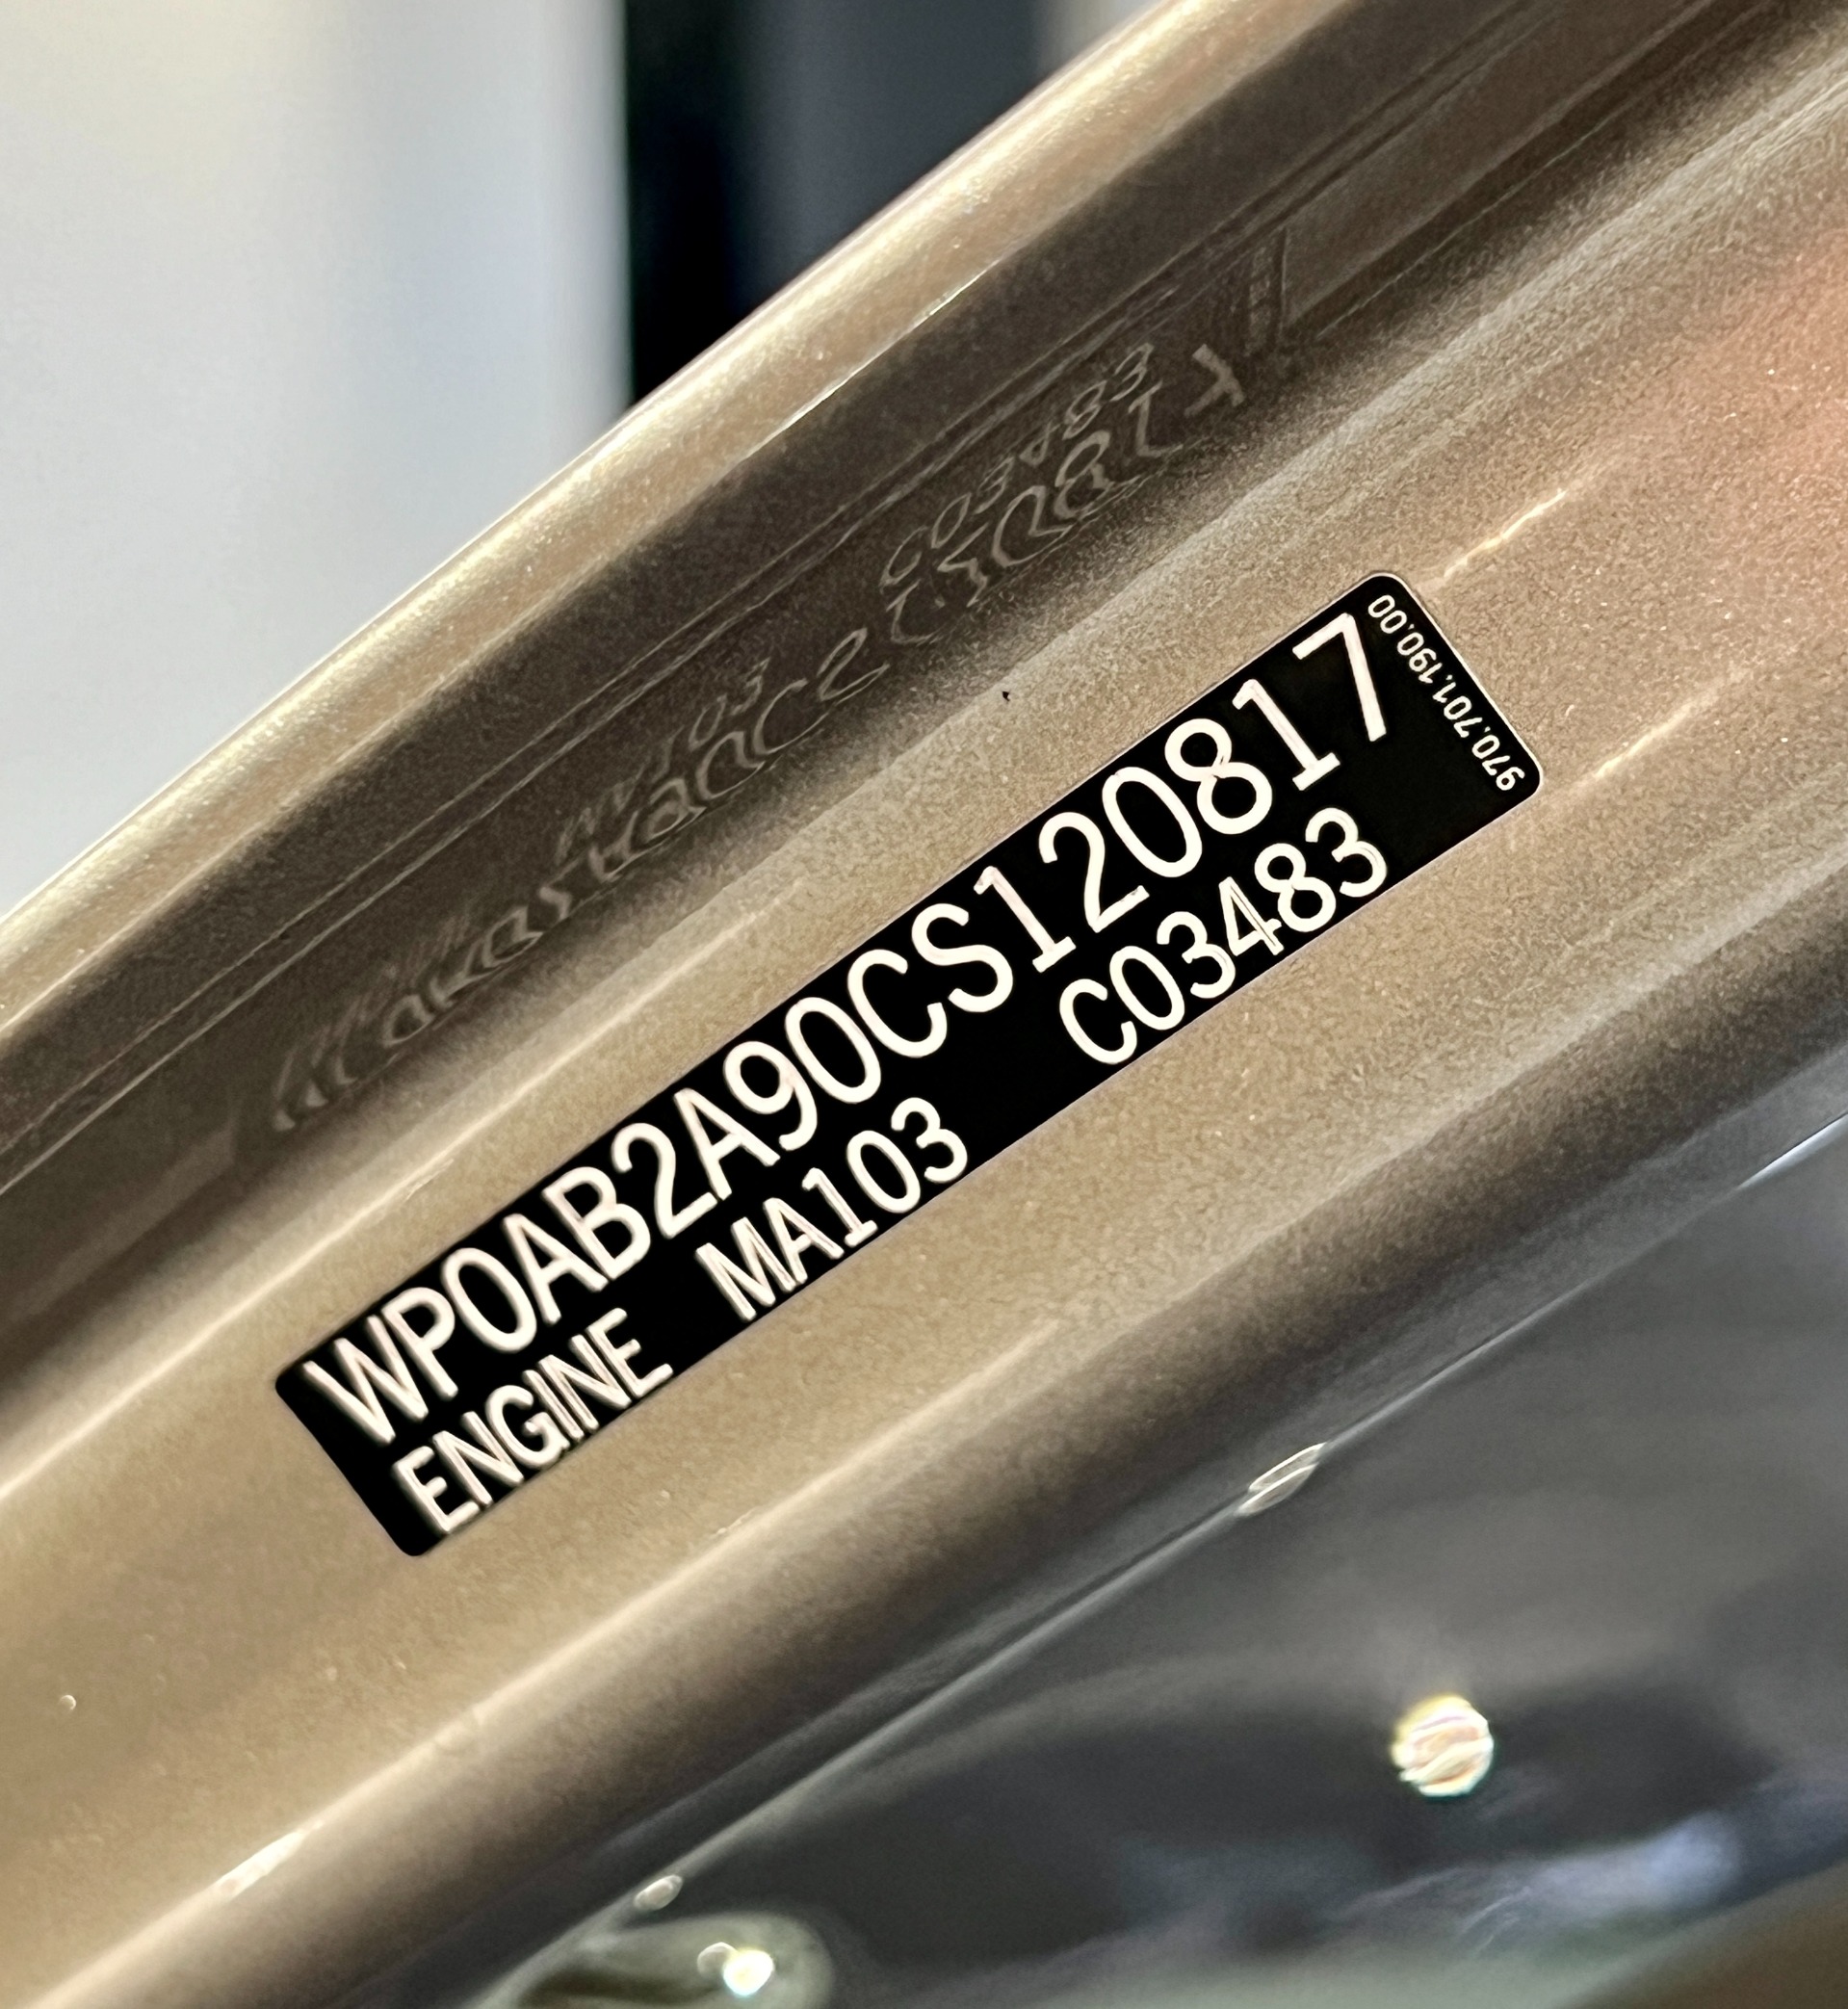 WP0AB2A90CS120817
ENGINE MA103 C03483
970.701.190.00